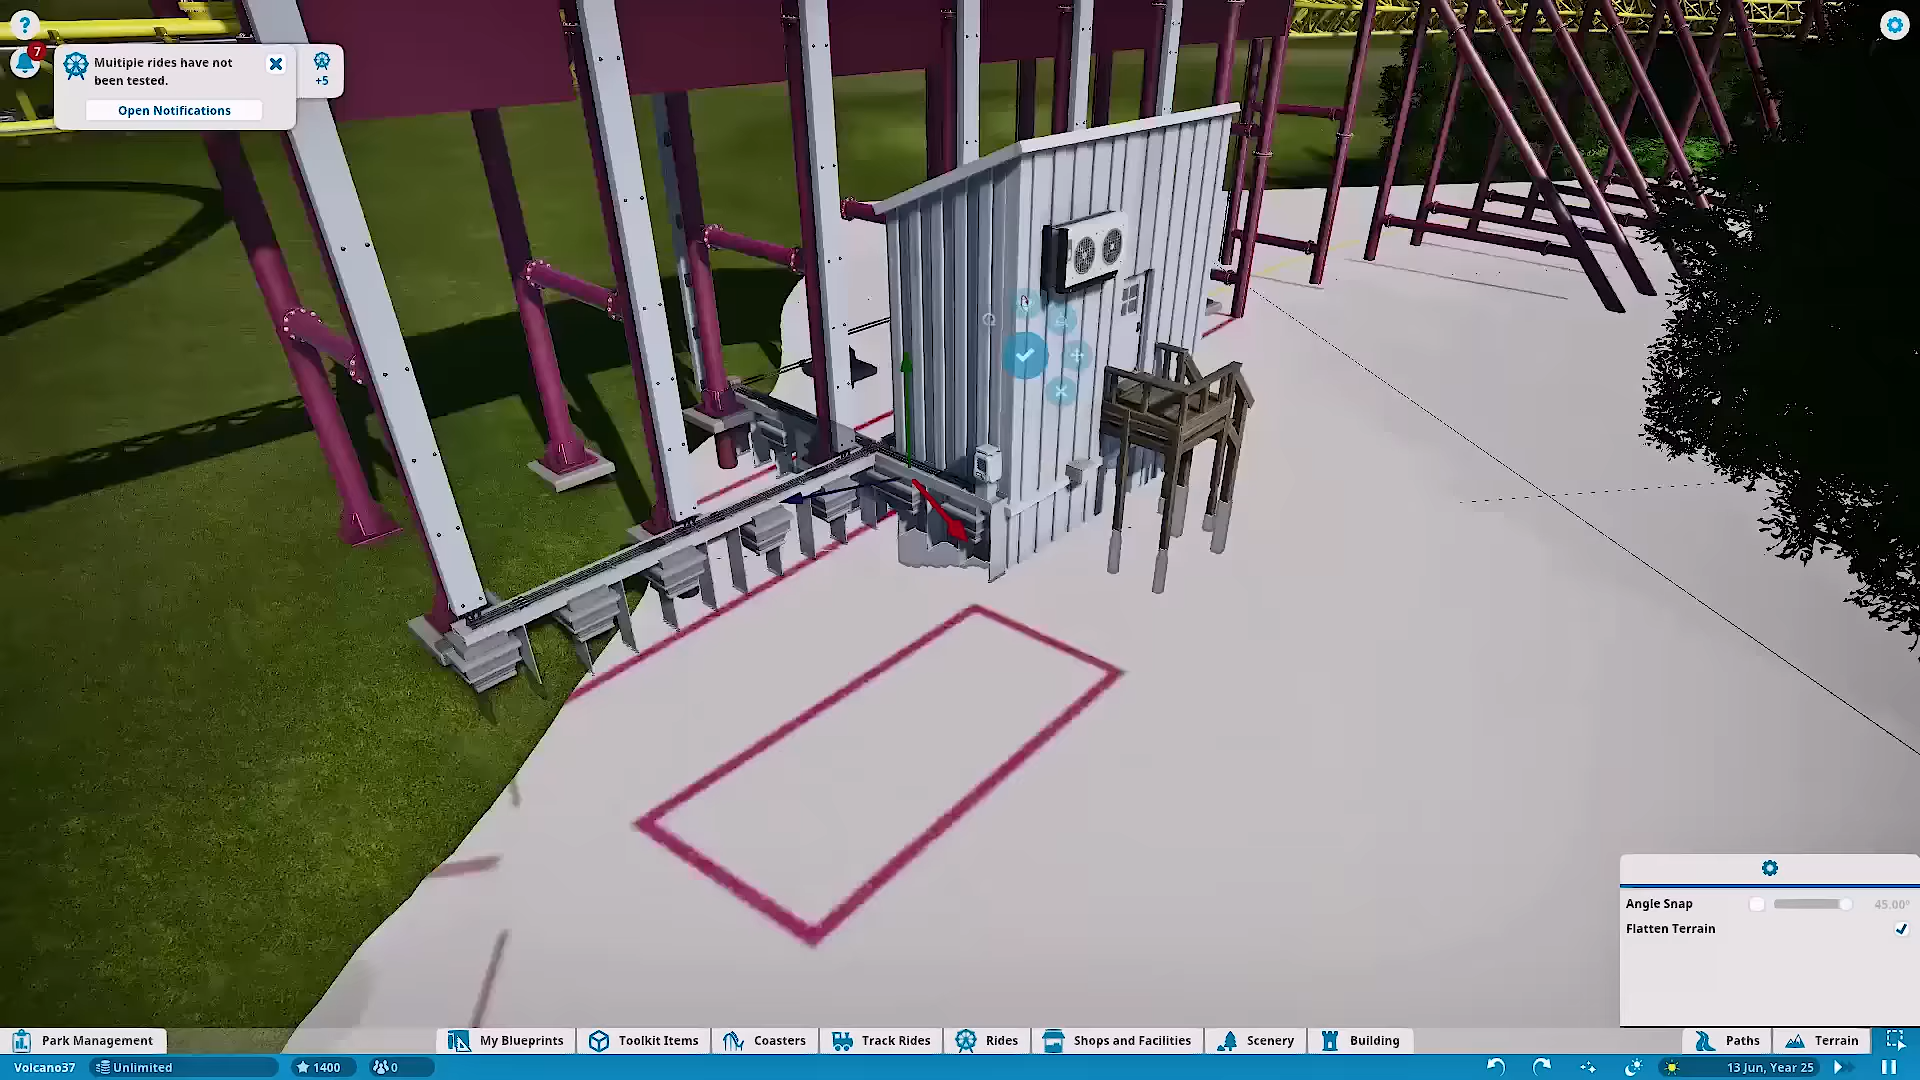 ?
7
Multiple rides have not
been tested.
+5
Open Notifications
Angle Snap
45.00°
Flatten Terrain
Park Management
My Blueprints
Toolkit Items
Coasters
Track Rides
Rides
Shops and Facilities
Scenery
Building
Paths
Terrain
Volcano37
Unlimited
1400
0
13 Jun, Year 25